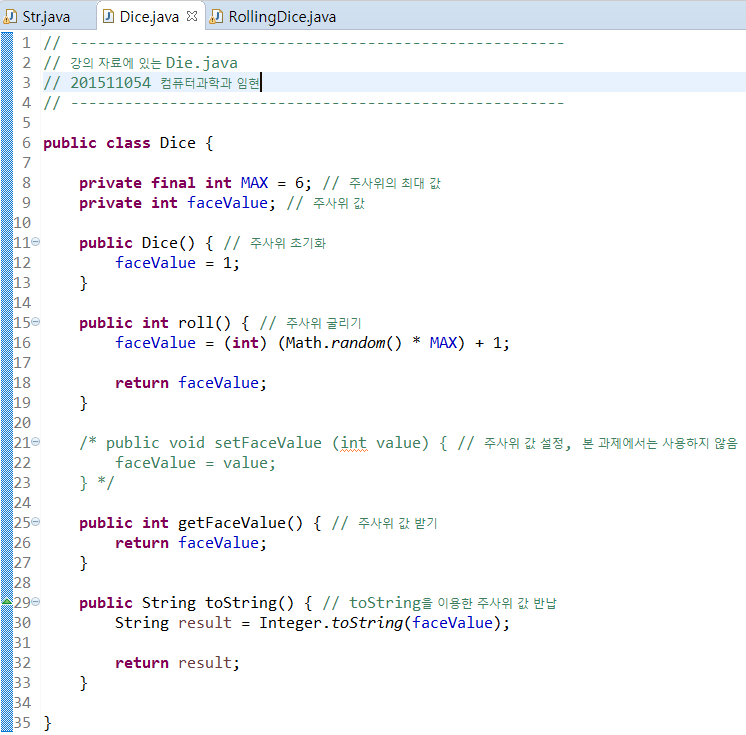 Str.java Dice.java RollingDice.java
1 // -------------------------------------------------------
2 // 강의 자료에 있는 Die.java
3 // 201511054 컴퓨터과학과 임현
4 // -------------------------------------------------------
5
6 public class Dice {
7
8 private final int MAX = 6; // 주사위의 최대 값
9 private int faceValue; // 주사위 값
10
11 public Dice() { // 주사위 초기화
12 faceValue = 1;
13 }
14
15 public int roll() { // 주사위 굴리기
16 faceValue = (int) (Math.random() * MAX) + 1;
17
18 return faceValue;
19 }
20
21 /* public void setFaceValue (int value) { // 주사위 값 설정, 본 과제에서는 사용하지 않음
22 faceValue = value;
23 } */
24
25 public int getFaceValue() { // 주사위 값 받기
26 return faceValue;
27 }
28
29 public String toString() { // toString을 이용한 주사위 값 반납
30 String result = Integer.toString(faceValue);
31
32 return result;
33 }
34
35 }